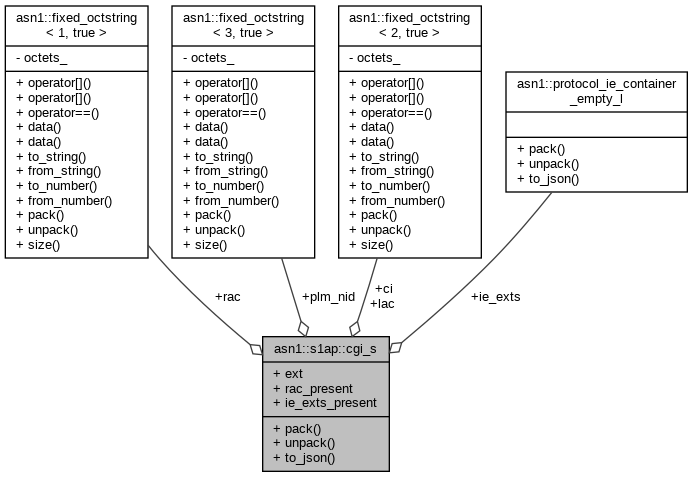 asn1::fixed_octstring
< 1, true >
- octets_
+ operator[]()
+ operator[]()
+ operator==()
+ data()
+ data()
+ to_string()
+ from_string()
+ to_number()
+ from_number()
+ pack()
+ unpack()
+ size()
asn1::fixed_octstring
< 3, true >
- octets_
+ operator[]()
+ operator[]()
+ operator==()
+ data()
+ data()
+ to_string()
+ from_string()
+ to_number()
+ from_number()
+ pack()
+ unpack()
+ size()
asn1::fixed_octstring
< 2, true >
- octets_
+ operator[]()
+ operator[]()
+ operator==()
+ data()
+ data()
+ to_string()
+ from_string()
+ to_number()
+ from_number()
+ pack()
+ unpack()
+ size()
asn1::protocol_ie_container
_empty_l
+ pack()
+ unpack()
+ to_json()
+rac
+plm_nid
+ci
+lac
+ie_exts
asn1::s1ap::cgi_s
+ ext
+ rac_present
+ ie_exts_present
+ pack()
+ unpack()
+ to_json()